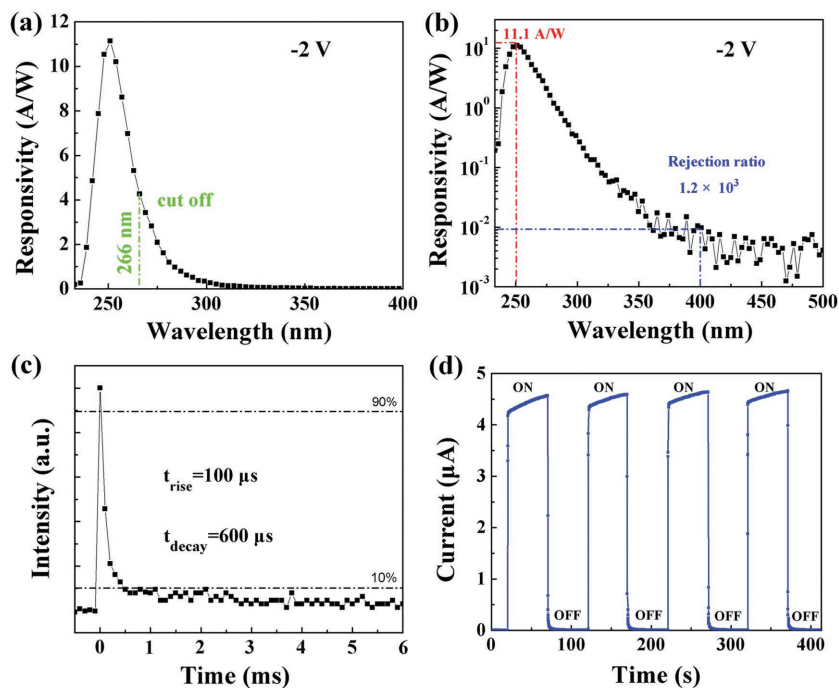 (a)
-2 V
cut off
266 nm
Responsivity (A/W)
12
10
8
6
4
2
0
250
300
350
400
Wavelength (nm)
(b)
11.1 A/W
-2 V
Rejection ratio
1.2 × 10³
Responsivity (A/W)
10¹
10⁰
10⁻¹
10⁻²
10⁻³
250
300
350
400
450
500
Wavelength (nm)
(c)
90%
t_rise=100 μs
t_decay=600 μs
10%
Intensity (a.u.)
0
1
2
3
4
5
6
Time (ms)
(d)
ON
ON
ON
ON
OFF
OFF
OFF
OFF
Current (μA)
5
4
3
2
1
0
0
100
200
300
400
Time (s)